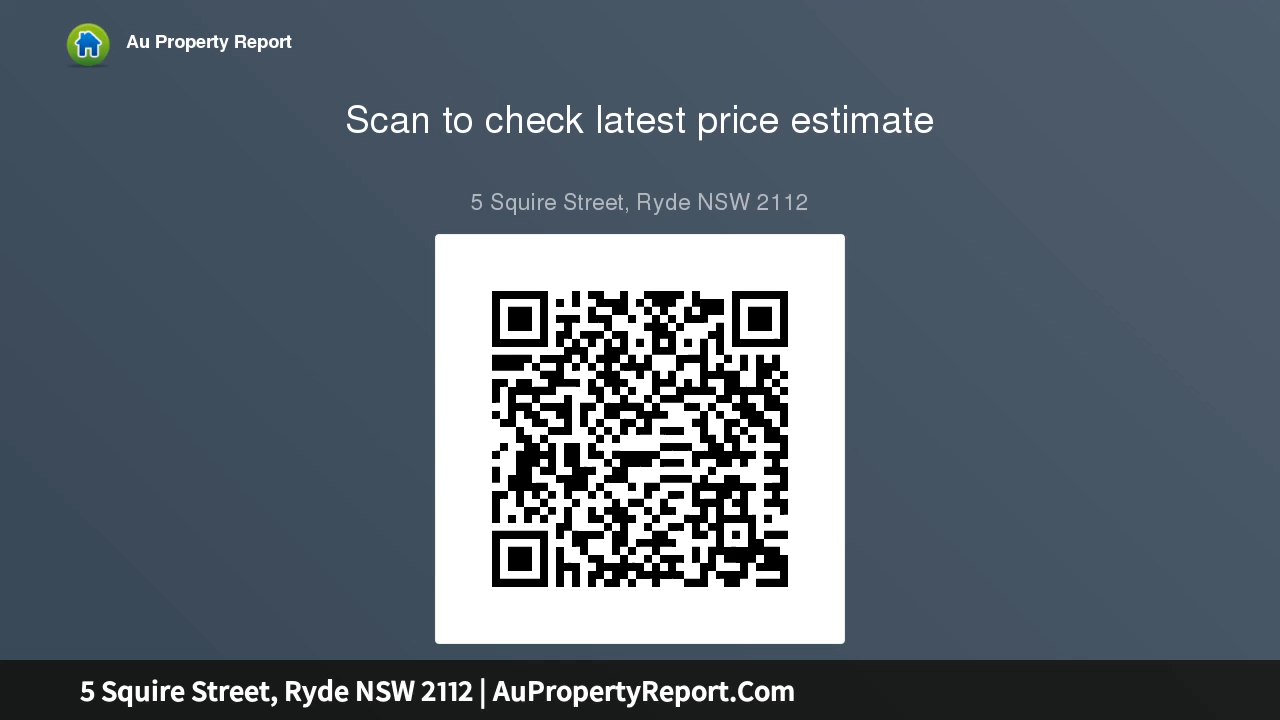 Au Property Report
Scan to check latest price estimate
5 Squire Street, Ryde NSW 2112
5 Squire Street, Ryde NSW 2112 | AuPropertyReport.Com